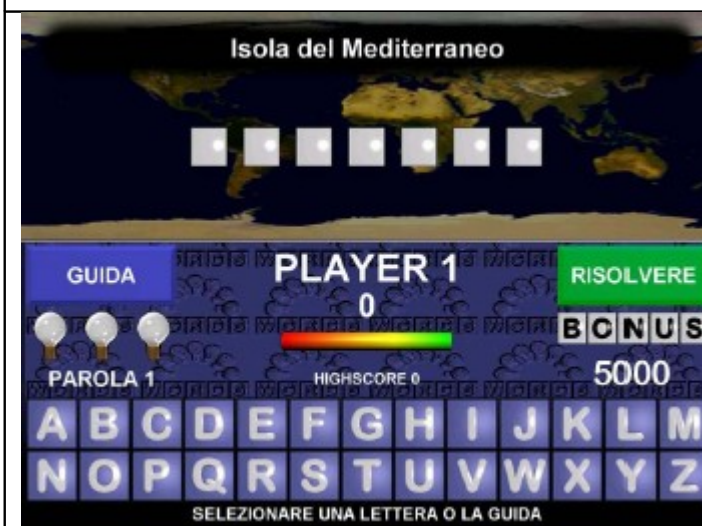 Isola del Mediterraneo
GUIDA
PLAYER 1
RISOLVERE
0
BONUS
PAROLA 1
HIGHSCORE 0
5000
A B C D E F G H I J K L M
N O P Q R S T U V W X Y Z
SELEZIONARE UNA LETTERA O LA GUIDA